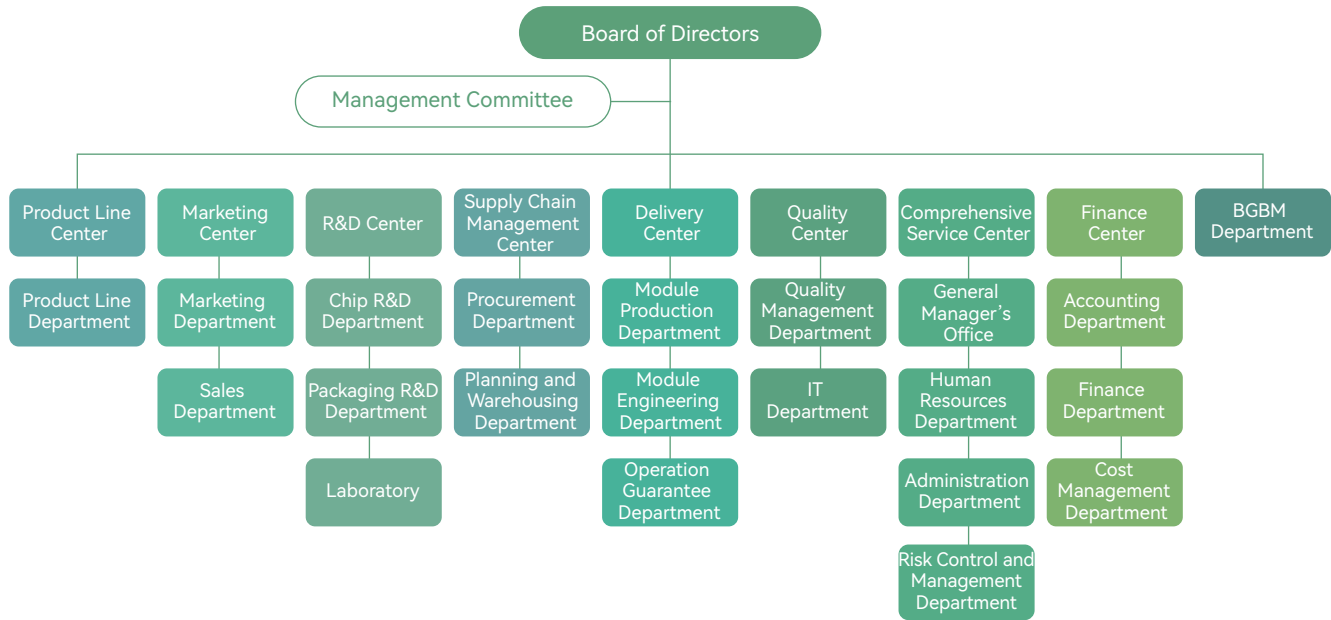 Board of Directors
Management Committee
Product Line
Center
Marketing
Center
R&D Center
Supply Chain
Management
Center
Delivery
Center
Quality
Center
Comprehensive
Service Center
Finance
Center
BGBM
Department
Product Line
Department
Marketing
Department
Chip R&D
Department
Procurement
Department
Module
Production
Department
Quality
Management
Department
General
Manager’s
Office
Accounting
Department
Sales
Department
Packaging R&D
Department
Planning and
Warehousing
Department
Module
Engineering
Department
IT
Department
Human
Resources
Department
Finance
Department
Laboratory
Operation
Guarantee
Department
Administration
Department
Cost
Management
Department
Risk Control and
Management
Department